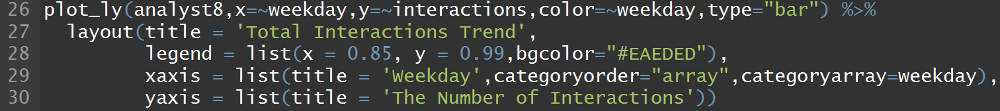 26 plot_ly(analyst8,x=~weekday,y=~interactions,color=~weekday,type="bar") %>%
27   layout(title = 'Total Interactions Trend',
28          legend = list(x = 0.85, y = 0.99,bgcolor="#EAEDED"),
29          xaxis = list(title = 'Weekday',categoryorder="array",categoryarray=weekday),
30          yaxis = list(title = 'The Number of Interactions'))